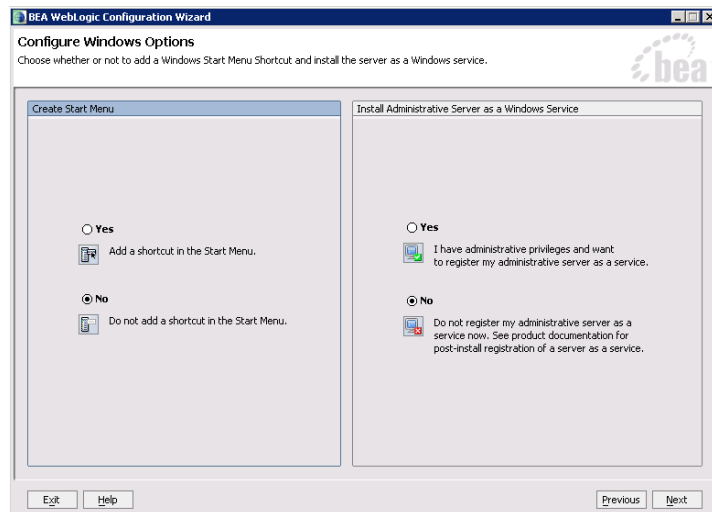 BEA WebLogic Configuration Wizard
Configure Windows Options
Choose whether or not to add a Windows Start Menu Shortcut and install the server as a Windows service.
bea
Create Start Menu
Yes
Add a shortcut in the Start Menu.
No
Do not add a shortcut in the Start Menu.
Install Administrative Server as a Windows Service
Yes
I have administrative privileges and want
to register my administrative server as a service.
No
Do not register my administrative server as a
service now. See product documentation for
post-install registration of a server as a service.
Exit
Help
Previous
Next